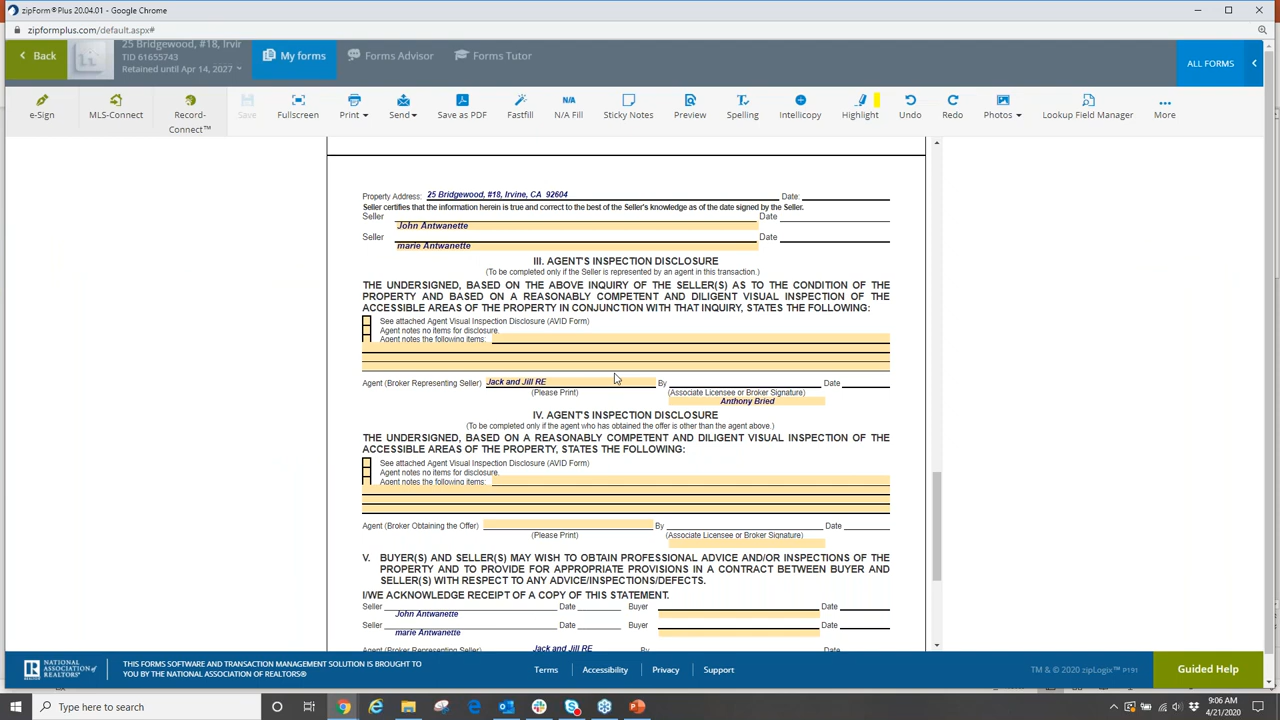 zipForm®Plus 20.04.01 - Google Chrome
zipformplus.com/default.aspx#
Back
25 Bridgewood, #18, Irvir
TID 61655743
Retained until Apr 14, 2027
My forms
Forms Advisor
Forms Tutor
ALL FORMS
e-Sign
MLS-Connect
Record-Connect™
Save
Fullscreen
Print
Send
Save as PDF
Fastfill
N/A
N/A Fill
Sticky Notes
Preview
Spelling
Intellicopy
Highlight
Undo
Redo
Photos
Lookup Field Manager
More
Property Address: 25 Bridgewood, #18, Irvine, CA 92604 Date:
Seller certifies that the information herein is true and correct to the best of the Seller's knowledge as of the date signed by the Seller.
Seller Date
John Antwanette
Seller Date
marie Antwanette
III. AGENT'S INSPECTION DISCLOSURE
(To be completed only if the Seller is represented by an agent in this transaction.)
THE UNDERSIGNED, BASED ON THE ABOVE INQUIRY OF THE SELLER(S) AS TO THE CONDITION OF THE
PROPERTY AND BASED ON A REASONABLY COMPETENT AND DILIGENT VISUAL INSPECTION OF THE
ACCESSIBLE AREAS OF THE PROPERTY IN CONJUNCTION WITH THAT INQUIRY, STATES THE FOLLOWING:
See attached Agent Visual Inspection Disclosure (AVID Form)
Agent notes no items for disclosure.
Agent notes the following items:
Agent (Broker Representing Seller) Jack and Jill RE By Date
(Please Print) (Associate Licensee or Broker Signature)
Anthony Bried
IV. AGENT'S INSPECTION DISCLOSURE
(To be completed only if the agent who has obtained the offer is other than the agent above.)
THE UNDERSIGNED, BASED ON A REASONABLY COMPETENT AND DILIGENT VISUAL INSPECTION OF THE
ACCESSIBLE AREAS OF THE PROPERTY, STATES THE FOLLOWING:
See attached Agent Visual Inspection Disclosure (AVID Form)
Agent notes no items for disclosure.
Agent notes the following items:
Agent (Broker Obtaining the Offer) By Date
(Please Print) (Associate Licensee or Broker Signature)
V. BUYER(S) AND SELLER(S) MAY WISH TO OBTAIN PROFESSIONAL ADVICE AND/OR INSPECTIONS OF THE
PROPERTY AND TO PROVIDE FOR APPROPRIATE PROVISIONS IN A CONTRACT BETWEEN BUYER AND
SELLER(S) WITH RESPECT TO ANY ADVICE/INSPECTIONS/DEFECTS.
I/WE ACKNOWLEDGE RECEIPT OF A COPY OF THIS STATEMENT.
Seller Date Buyer Date
John Antwanette
Seller Date Buyer Date
marie Antwanette
Jack and Jill RE
Agent (Broker Representing Seller) By Date
NATIONAL ASSOCIATION of REALTORS®
THIS FORMS SOFTWARE AND TRANSACTION MANAGEMENT SOLUTION IS BROUGHT TO
YOU BY THE NATIONAL ASSOCIATION OF REALTORS®
Terms
Accessibility
Privacy
Support
TM & © 2020 zipLogix™ P191
Guided Help
Type here to search
9:06 AM
4/21/2020